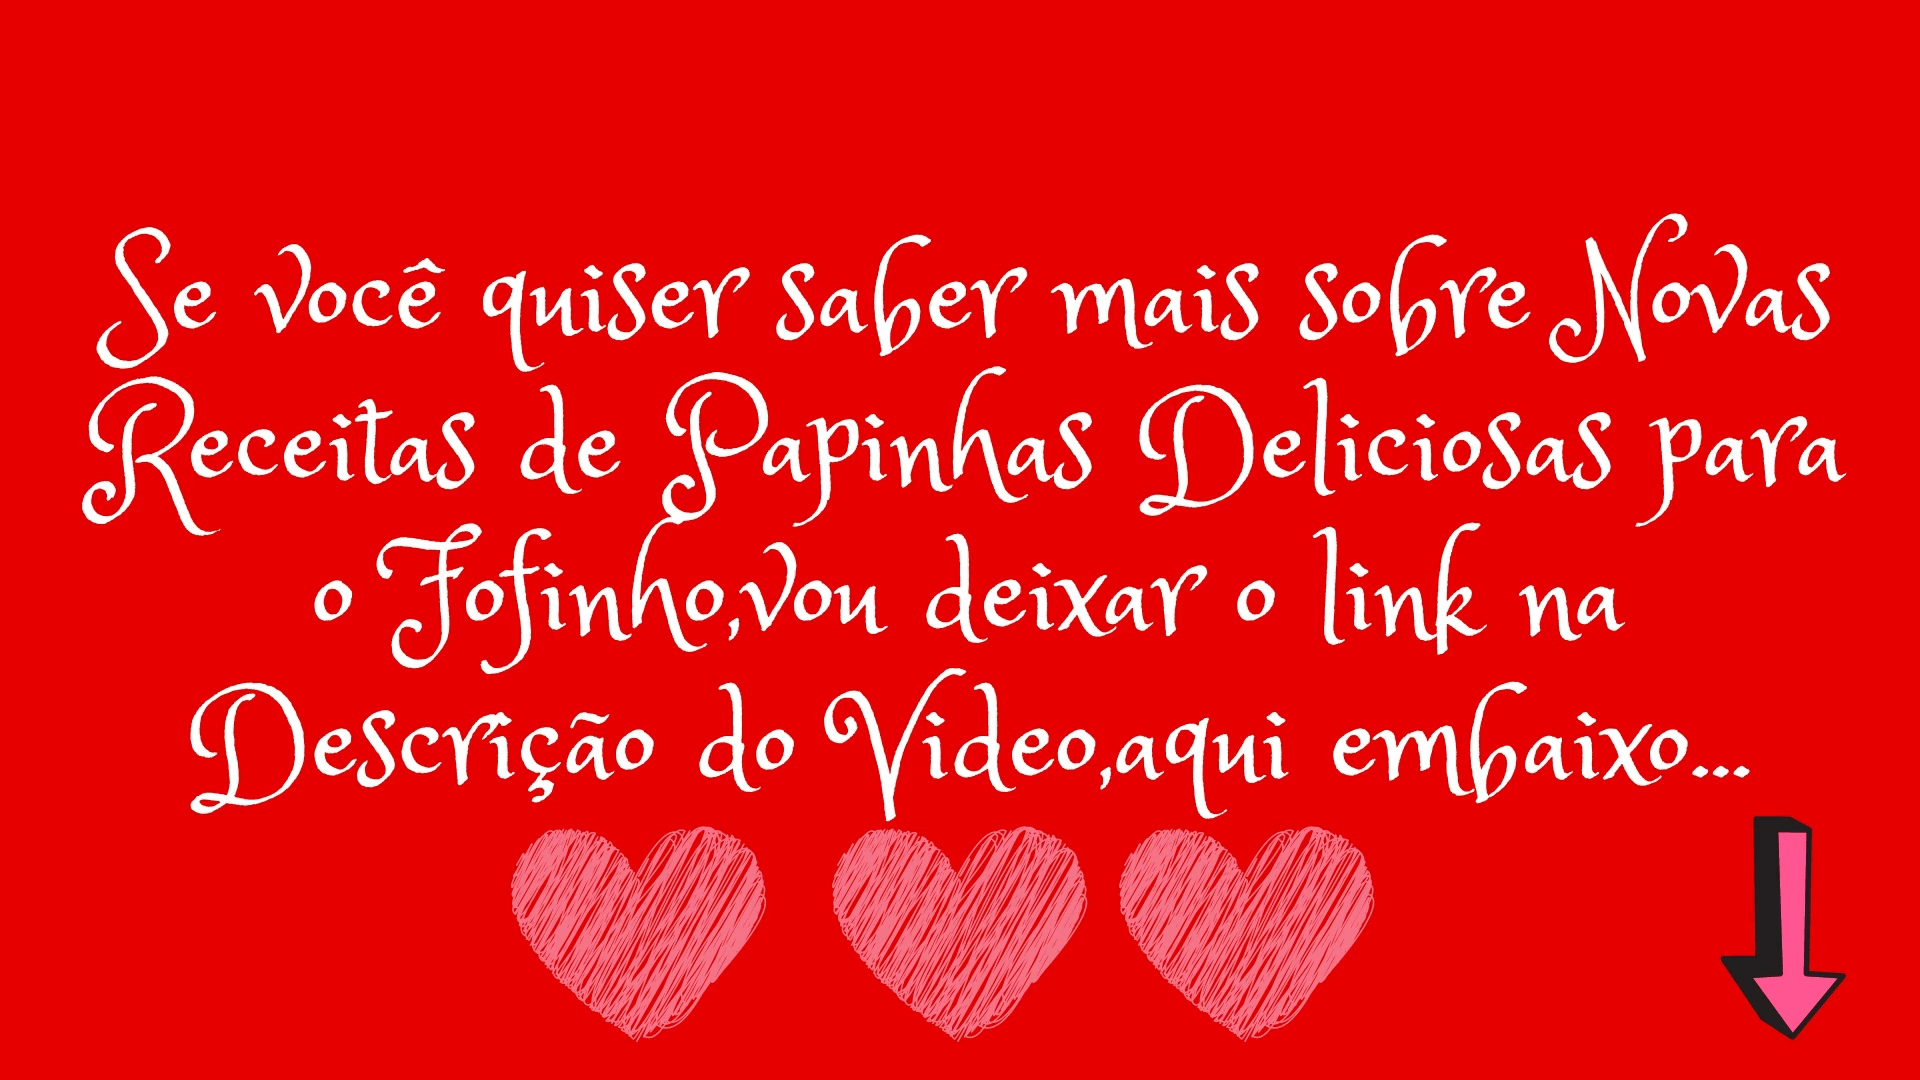 Se você quiser saber mais sobre Novas
Receitas de Papinhas Deliciosas para
o Fofinho,vou deixar o link na
Descrição do Video,aqui embaixo...